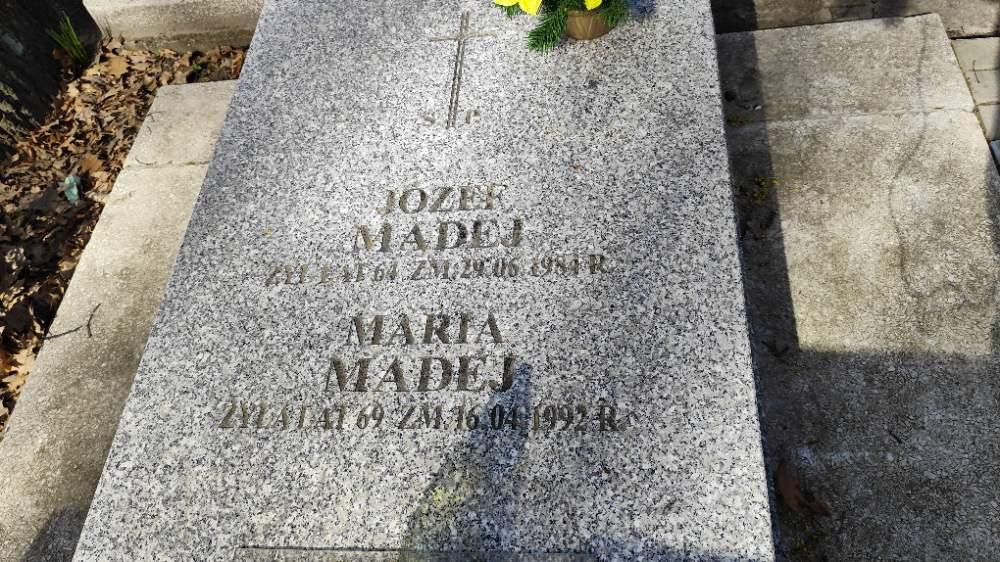 S P
JÓZEF
MADEJ
ŻYŁ LAT 64 ZM. 29.06.1984 R.
MARIA
MADEJ
ŻYŁA LAT 69 ZM. 16.04.1992 R.